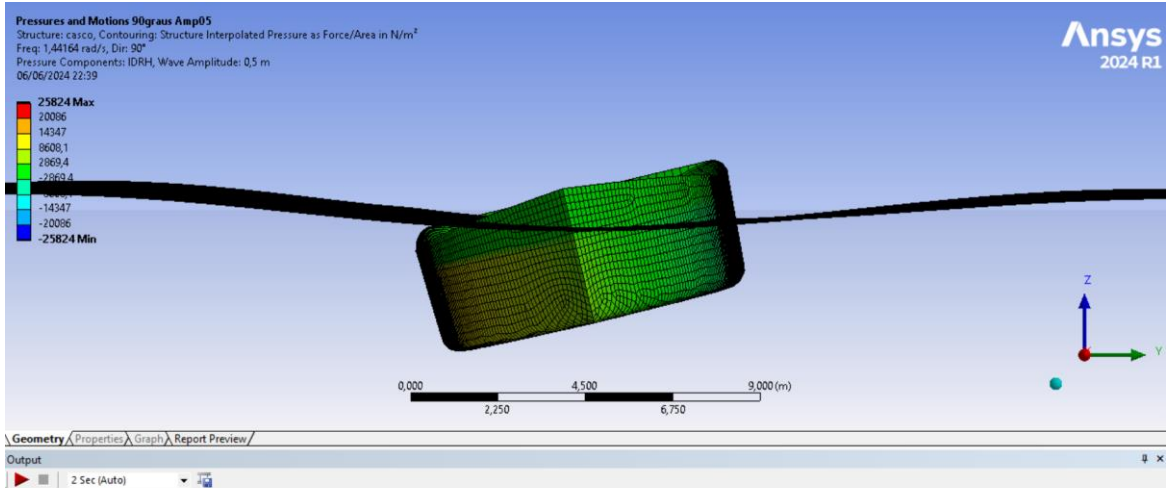 Pressures and Motions 90graus Amp05
Structure: casco, Contouring: Structure Interpolated Pressure as Force/Area in N/m²
Freq: 1,44164 rad/s, Dir: 90°
Pressure Components: IDRH, Wave Amplitude: 0,5 m
06/06/2024 22:39
Ansys
2024 R1
25824 Max
20086
14347
8608,1
2869,4
-2869,4
-14347
-20086
-25824 Min
Z
Y
0,000 4,500 9,000 (m)
2,250 6,750
Geometry Properties Graph Report Preview
Output
2 Sec (Auto)